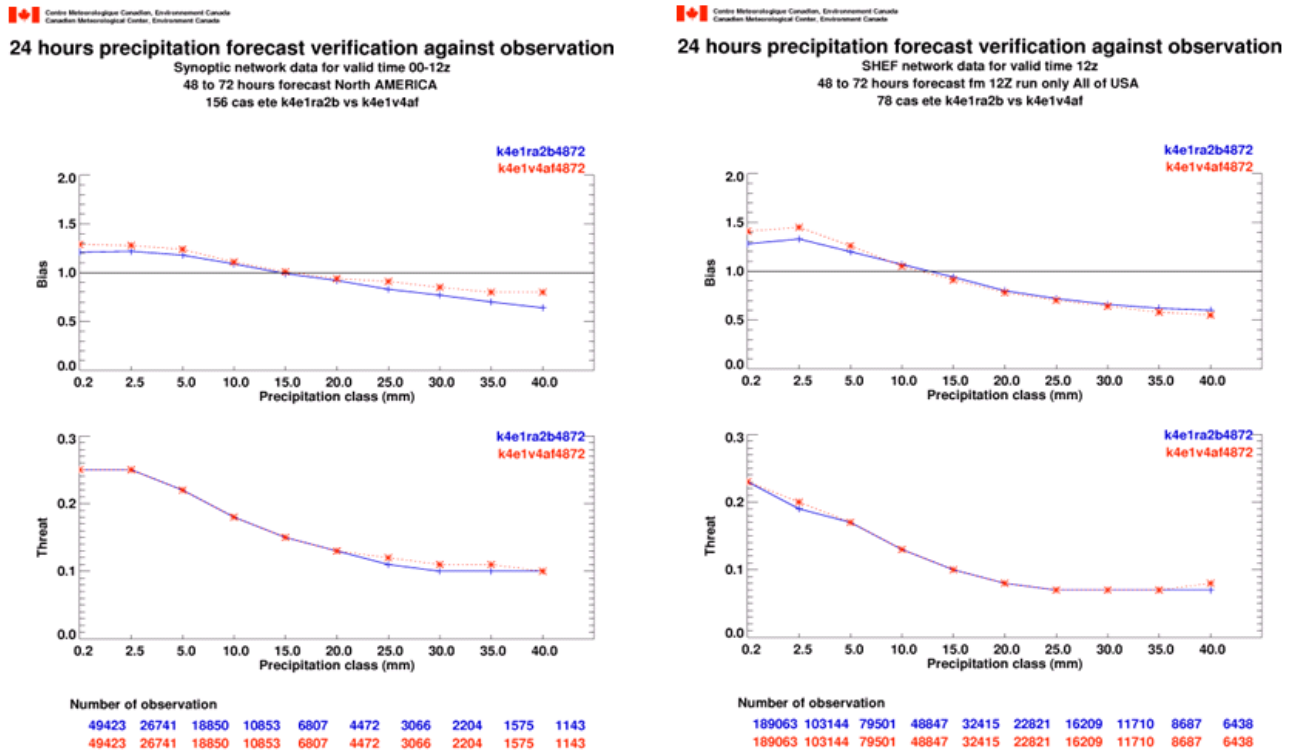 Centre Meteorologique Canadien, Environnement Canada
Canadian Meteorological Center, Environment Canada
24 hours precipitation forecast verification against observation
Synoptic network data for valid time 00-12z
48 to 72 hours forecast North AMERICA
156 cas ete k4e1ra2b vs k4e1v4af
k4e1ra2b4872
k4e1v4af4872
2.0
1.5
1.0
0.5
0.0
Bias
0.2 2.5 5.0 10.0 15.0 20.0 25.0 30.0 35.0 40.0
Precipitation class (mm)
k4e1ra2b4872
k4e1v4af4872
0.3
0.2
0.1
0.0
Threat
0.2 2.5 5.0 10.0 15.0 20.0 25.0 30.0 35.0 40.0
Precipitation class (mm)
Number of observation
49423 26741 18850 10853 6807 4472 3066 2204 1575 1143
49423 26741 18850 10853 6807 4472 3066 2204 1575 1143
Centre Meteorologique Canadien, Environnement Canada
Canadian Meteorological Center, Environment Canada
24 hours precipitation forecast verification against observation
SHEF network data for valid time 12z
48 to 72 hours forecast fm 12Z run only All of USA
78 cas ete k4e1ra2b vs k4e1v4af
k4e1ra2b4872
k4e1v4af4872
2.0
1.5
1.0
0.5
0.0
Bias
0.2 2.5 5.0 10.0 15.0 20.0 25.0 30.0 35.0 40.0
Precipitation class (mm)
k4e1ra2b4872
k4e1v4af4872
0.3
0.2
0.1
0.0
Threat
0.2 2.5 5.0 10.0 15.0 20.0 25.0 30.0 35.0 40.0
Precipitation class (mm)
Number of observation
189063 103144 79501 48847 32415 22821 16209 11710 8687 6438
189063 103144 79501 48847 32415 22821 16209 11710 8687 6438